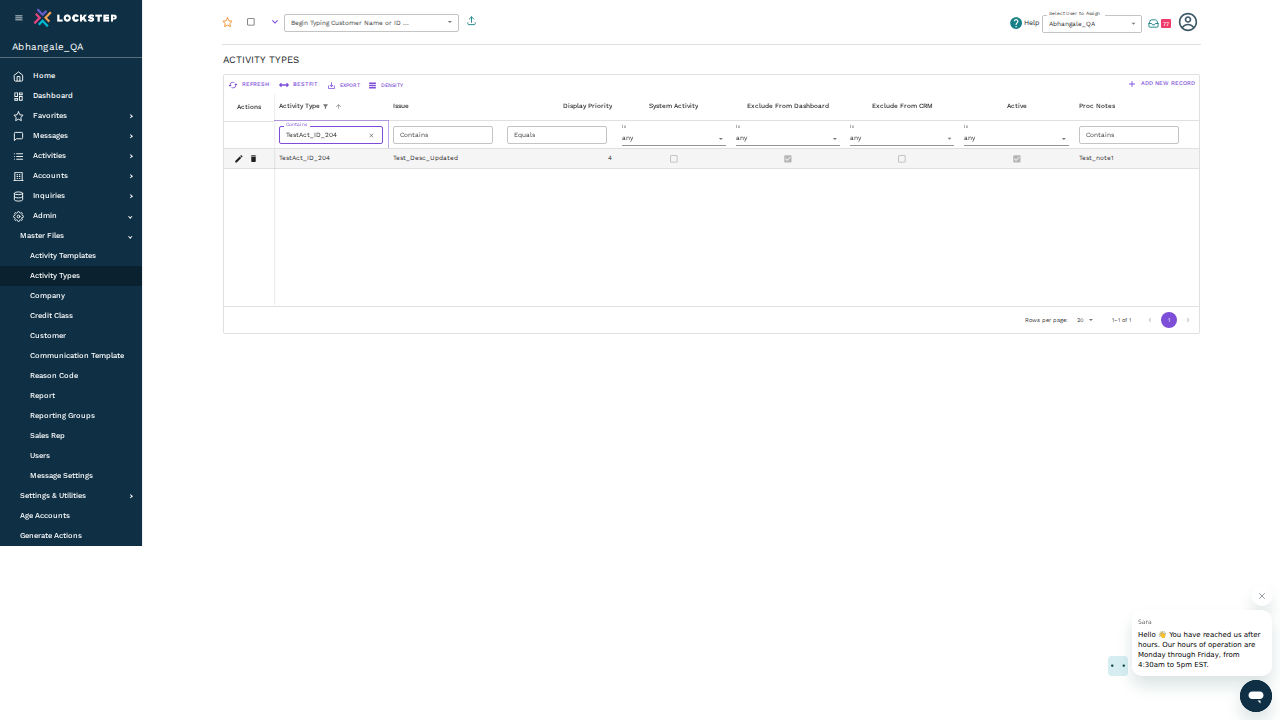 LOCKSTEP
Abhangale_QA
Home
Dashboard
Favorites
Messages
Activities
Accounts
Inquiries
Admin
Master Files
Activity Templates
Activity Types
Company
Credit Class
Customer
Communication Template
Reason Code
Report
Reporting Groups
Sales Rep
Users
Message Settings
Settings & Utilities
Age Accounts
Generate Actions
Begin Typing Customer Name or ID ...
Help
Select User To Assign
Abhangale_QA
77
ACTIVITY TYPES
REFRESH
BESTFIT
EXPORT
DENSITY
ADD NEW RECORD
Actions
Activity Type
Issue
Display Priority
System Activity
Exclude From Dashboard
Exclude From CRM
Active
Proc Notes
Contains
TestAct_ID_204
Contains
Equals
Is
any
Is
any
Is
any
Is
any
Contains
TestAct_ID_204
Test_Desc_Updated
4
Test_note1
Rows per page:
20
1–1 of 1
1
Sara
Hello 👋 You have reached us after
hours. Our hours of operation are
Monday through Friday, from
4:30am to 5pm EST.